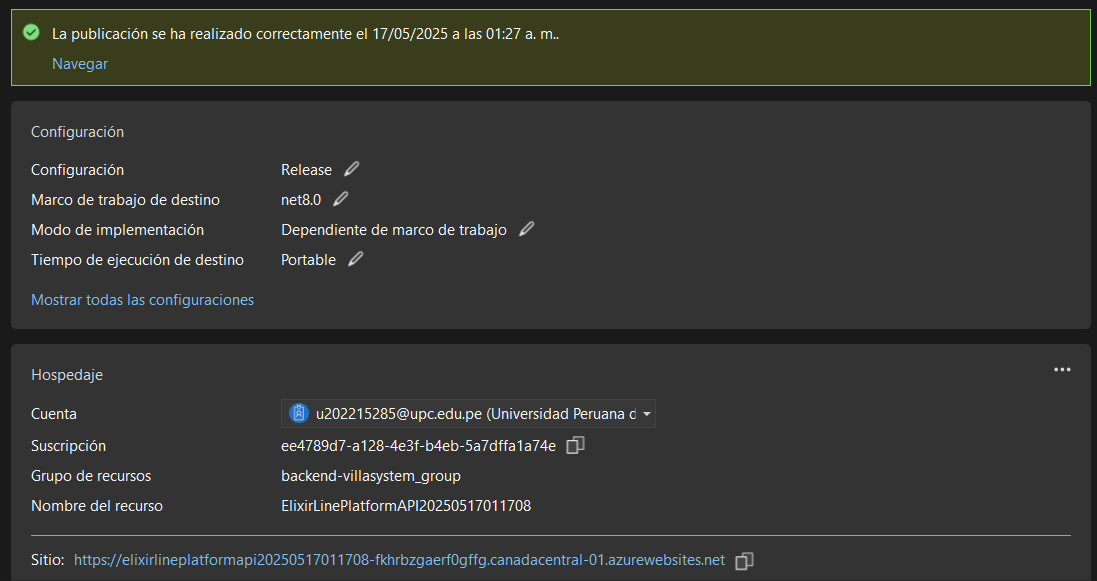 La publicación se ha realizado correctamente el 17/05/2025 a las 01:27 a. m..
Navegar
Configuración
Configuración Release
Marco de trabajo de destino net8.0
Modo de implementación Dependiente de marco de trabajo
Tiempo de ejecución de destino Portable
Mostrar todas las configuraciones
Hospedaje
Cuenta u202215285@upc.edu.pe (Universidad Peruana d
Suscripción ee4789d7-a128-4e3f-b4eb-5a7dffa1a74e
Grupo de recursos backend-villasystem_group
Nombre del recurso ElixirLinePlatformAPI20250517011708
Sitio: https://elixirlineplatformapi20250517011708-fkhrbzgaerf0gffg.canadacentral-01.azurewebsites.net